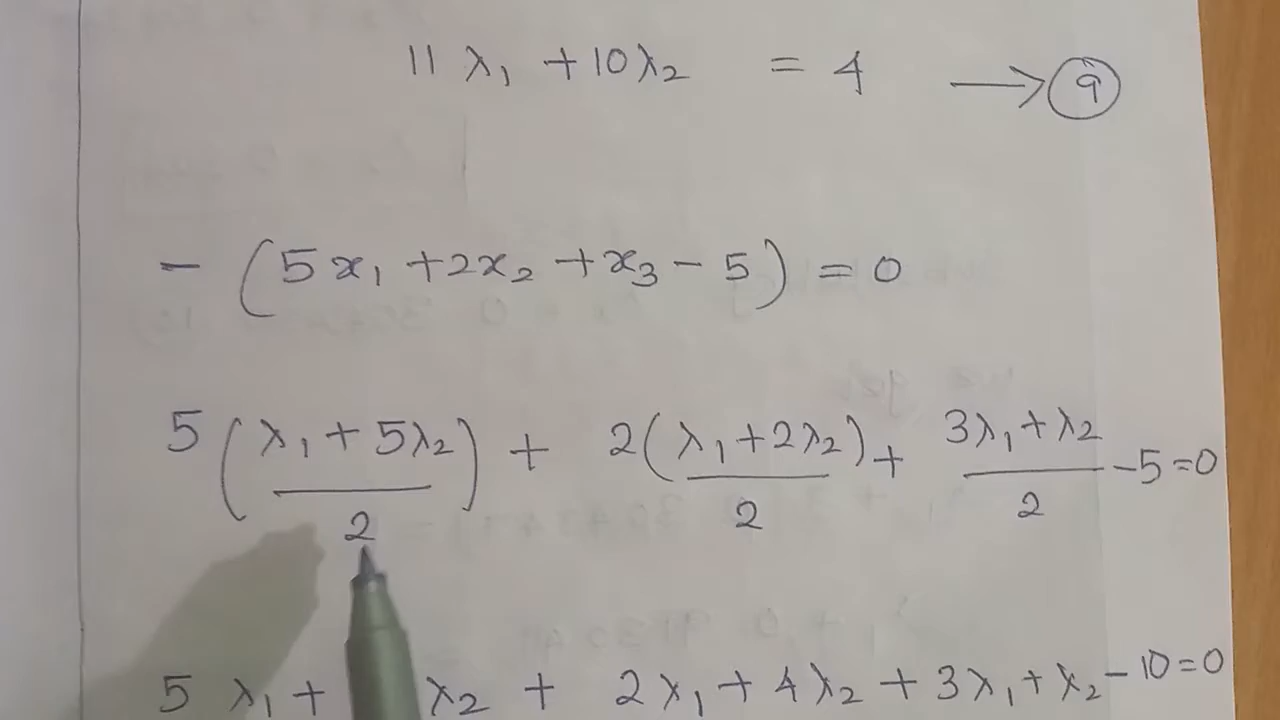 11 λ₁ + 10λ₂ = 4 → 9
- (5x₁ + 2x₂ + x₃ - 5) = 0
5 (λ₁ + 5λ₂)/2 + 2(λ₁ + 2λ₂)/2 + 3λ₁ + λ₂/2 - 5 = 0
5 λ₁ + λ₂ + 2λ₁ + 4λ₂ + 3λ₁ + λ₂ - 10 = 0